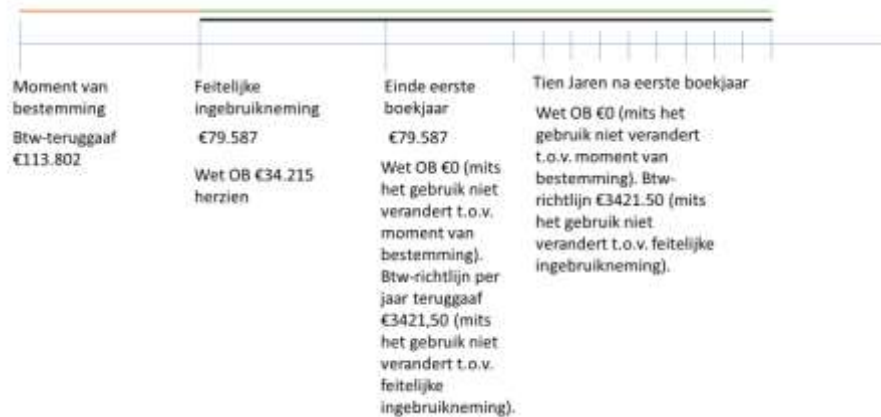 Moment van
bestemming
Btw-teruggaaf
€113.802
Feitelijke
ingebruikneming
€79.587
Wet OB €34.215
herzien
Einde eerste
boekjaar
€79.587
Wet OB €0 (mits
het gebruik niet
verandert t.o.v.
moment van
bestemming).
Btw-richtlijn per
jaar teruggaaf
€3421,50 (mits
het gebruik niet
verandert t.o.v.
feitelijke
ingebruikneming).
Tien Jaren na eerste boekjaar
Wet OB €0 (mits het
gebruik niet verandert
t.o.v. moment van
bestemming). Btw-
richtlijn €3421.50 (mits
het gebruik niet
verandert t.o.v. feitelijke
ingebruikneming).